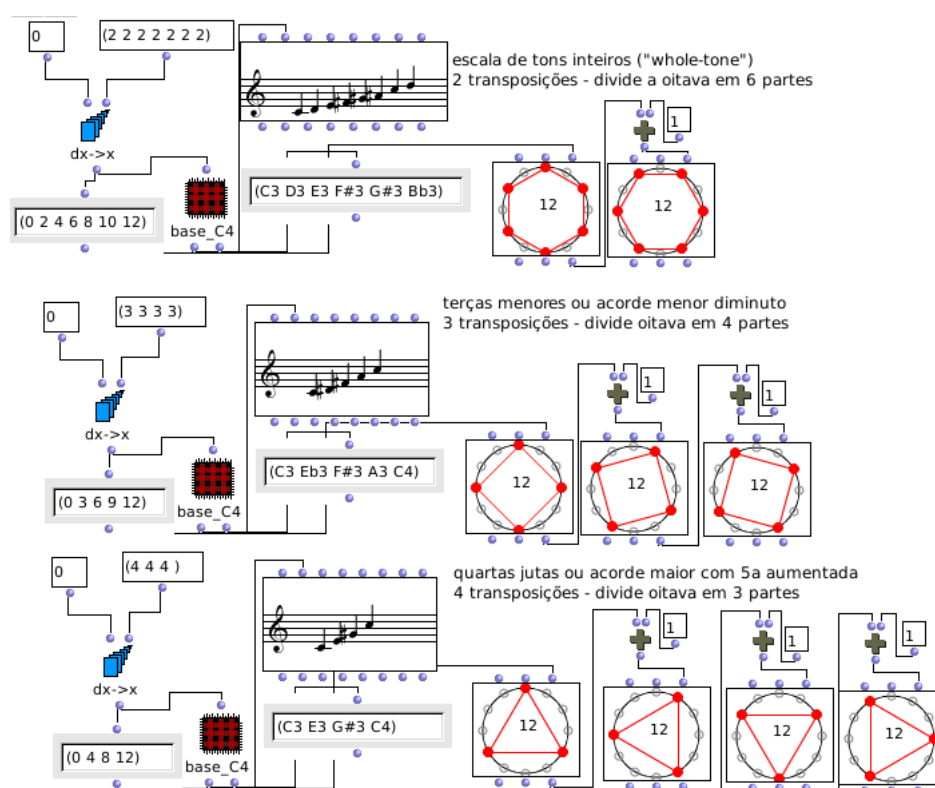 0
(2 2 2 2 2 2 2)
escala de tons inteiros ("whole-tone")
2 transposições - divide a oitava em 6 partes
1
dx->x
(C3 D3 E3 F#3 G#3 Bb3)
12
12
(0 2 4 6 8 10 12)
base_C4
0
(3 3 3 3)
terças menores ou acorde menor diminuto
3 transposições - divide oitava em 4 partes
1
1
dx->x
(C3 Eb3 F#3 A3 C4)
12
12
12
(0 3 6 9 12)
base_C4
0
(4 4 4 )
quartas jutas ou acorde maior com 5a aumentada
4 transposições - divide oitava em 3 partes
1
1
1
dx->x
(C3 E3 G#3 C4)
12
12
12
12
(0 4 8 12)
base_C4